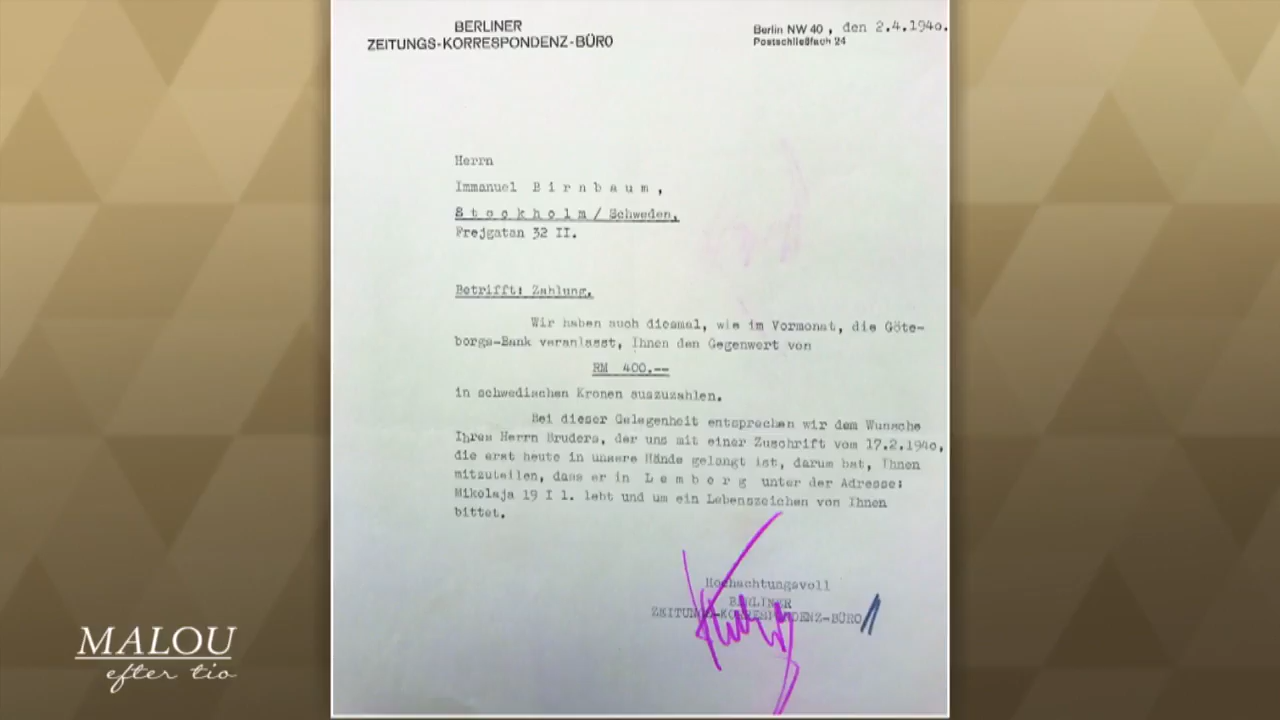 BERLINER
ZEITUNGS-KORRESPONDENZ-BÜRO
Berlin NW 40, den 2.4.1940.
Postschließfach 24
Herrn
Immanuel Birnbaum,
Stockholm/Schweden,
Frejgatan 32 II.
Betrifft: Zahlung.
Wir haben auch diesmal, wie im Vormonat, die Göte-
borgs-Bank veranlasst, Ihnen den Gegenwert von
RM 400.--
in schwedischen Kronen auszuzahlen.
Bei dieser Gelegenheit entsprechen wir dem Wunsche
Ihres Herrn Bruders, der uns mit einer Zuschrift vom 17.2.1940,
die erst heute in unsere Hände gelangt ist, darum bat, Ihnen
mitzuteilen, dass er in Lemberg unter der Adresse:
Mikolaja 19 I 1. lebt und um ein Lebenszeichen von Ihnen
bittet.
Hochachtungsvoll
BERLINER
ZEITUNGS-KORRESPONDENZ-BÜRO
MALOU
efter tio